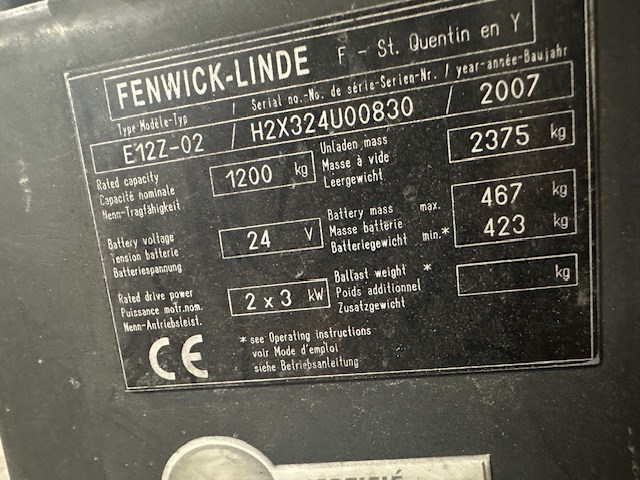 FENWICK-LINDE F - St. Quentin en Y
Type-Modèle-Typ / Serial no.-No. de série-Serien-Nr. / year-année-Baujahr
E12Z-02 / H2X324U00830 / 2007
Rated capacity
Capacité nominale
Nenn-Tragfähigkeit
1200 kg
Unladen mass
Masse à vide
Leergewicht
2375 kg
Battery voltage
Tension batterie
Batteriespannung
24 V
Battery mass max.
Masse batterie
Batteriegewicht min.*
467 kg
423 kg
Rated drive power
Puissance motr.nom.
Nenn-Antriebsleist.
2 x 3 kW
Ballast weight *
Poids additionnel
Zusatzgewicht
kg
CE
* see Operating instructions
voir Mode d'emploi
siehe Betriebsanleitung